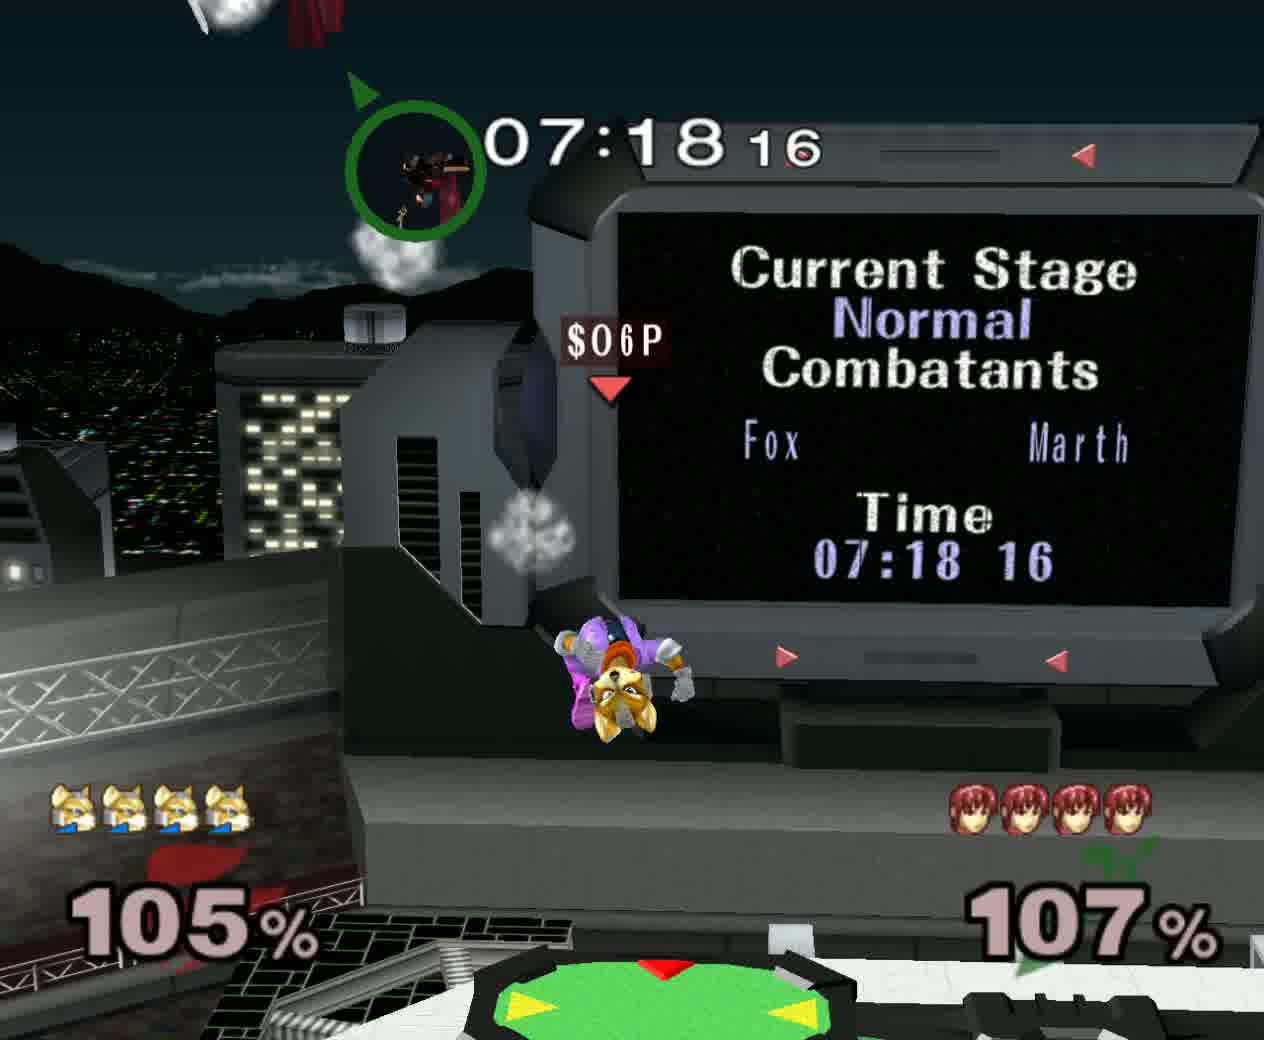 07:18 16
Current Stage
Normal
Combatants
$06P
Fox Marth
Time
07:18 16
105%
107%